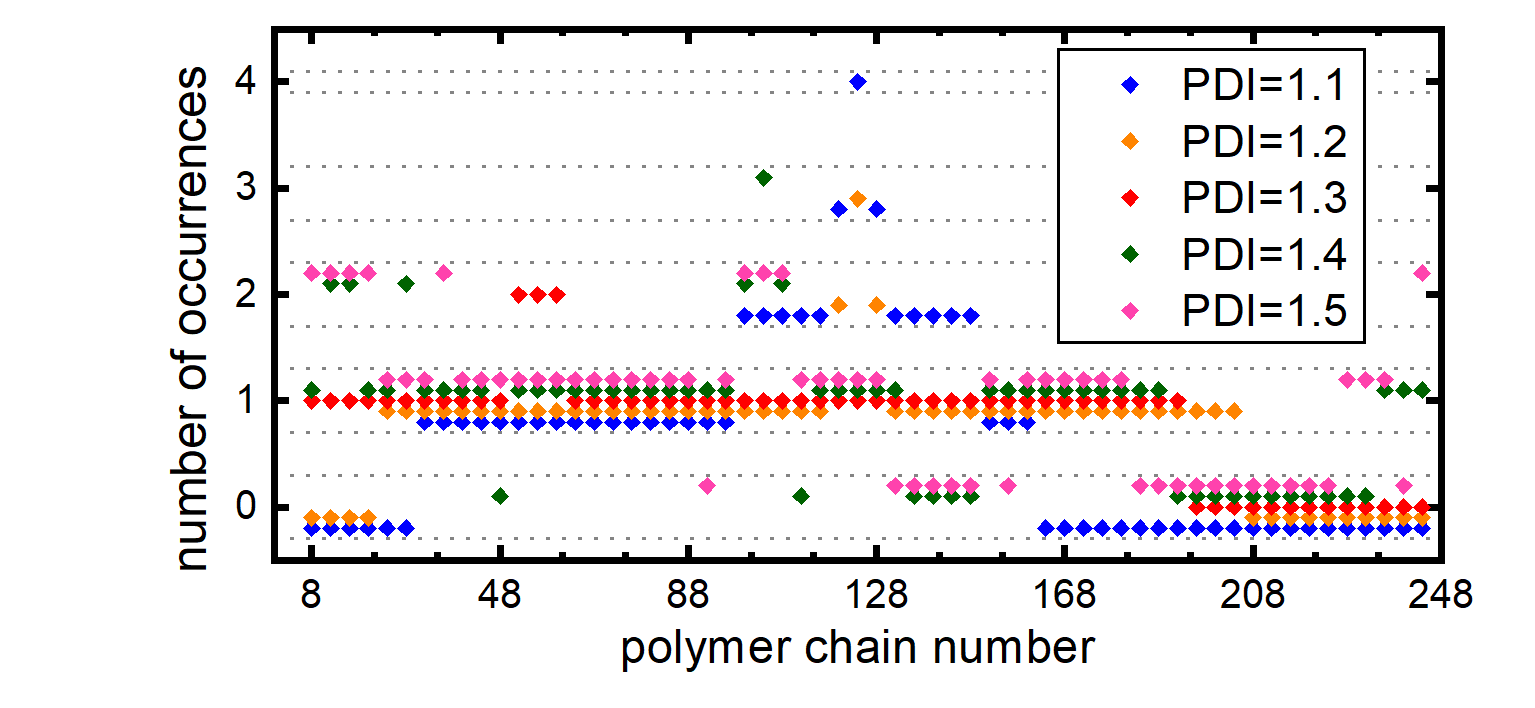 number of occurrences
4
3
2
1
0
PDI=1.1
PDI=1.2
PDI=1.3
PDI=1.4
PDI=1.5
8 48 88 128 168 208 248
polymer chain number